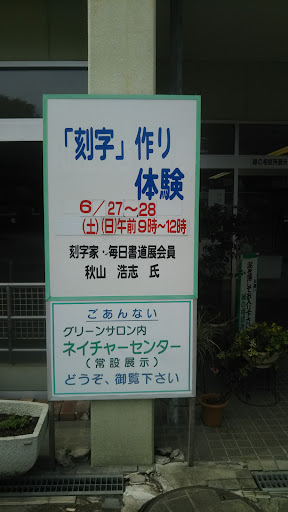 「刻字」作り
体験
6/27〜28
(土)(日)午前9時〜12時
刻字家・毎日書道展会員
秋山 浩志 氏
ごあんない
グリーンサロン内
ネイチャーセンター
(常設展示)
どうぞ、御覧下さい